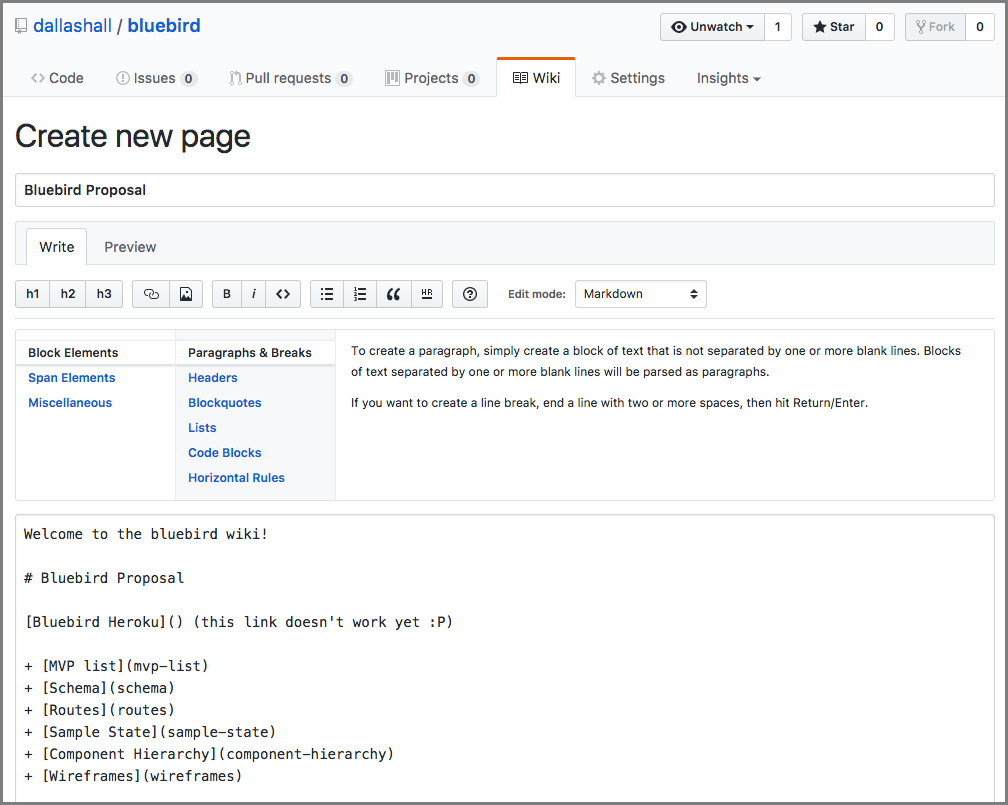 dallashall / bluebird
Unwatch 1 Star 0 Fork 0
Code Issues 0 Pull requests 0 Projects 0 Wiki Settings Insights
Create new page
Bluebird Proposal
Write Preview
h1 h2 h3 B i <> HR ? Edit mode: Markdown
Block Elements
Span Elements
Miscellaneous
Paragraphs & Breaks
Headers
Blockquotes
Lists
Code Blocks
Horizontal Rules
To create a paragraph, simply create a block of text that is not separated by one or more blank lines. Blocks
of text separated by one or more blank lines will be parsed as paragraphs.
If you want to create a line break, end a line with two or more spaces, then hit Return/Enter.
Welcome to the bluebird wiki!
# Bluebird Proposal
[Bluebird Heroku]() (this link doesn't work yet :P)
+ [MVP list](mvp-list)
+ [Schema](schema)
+ [Routes](routes)
+ [Sample State](sample-state)
+ [Component Hierarchy](component-hierarchy)
+ [Wireframes](wireframes)